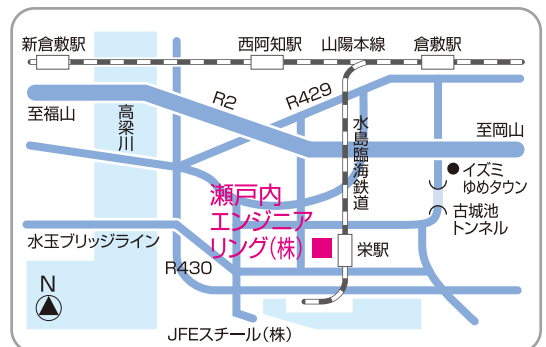 新倉敷駅
西阿知駅
山陽本線
倉敷駅
至福山
高梁川
R2
R429
水島臨海鉄道
至岡山
イズミ
ゆめタウン
古城池
トンネル
瀬戸内
エンジニア
リング(株)
栄駅
水玉ブリッジライン
R430
N
JFEスチール(株)